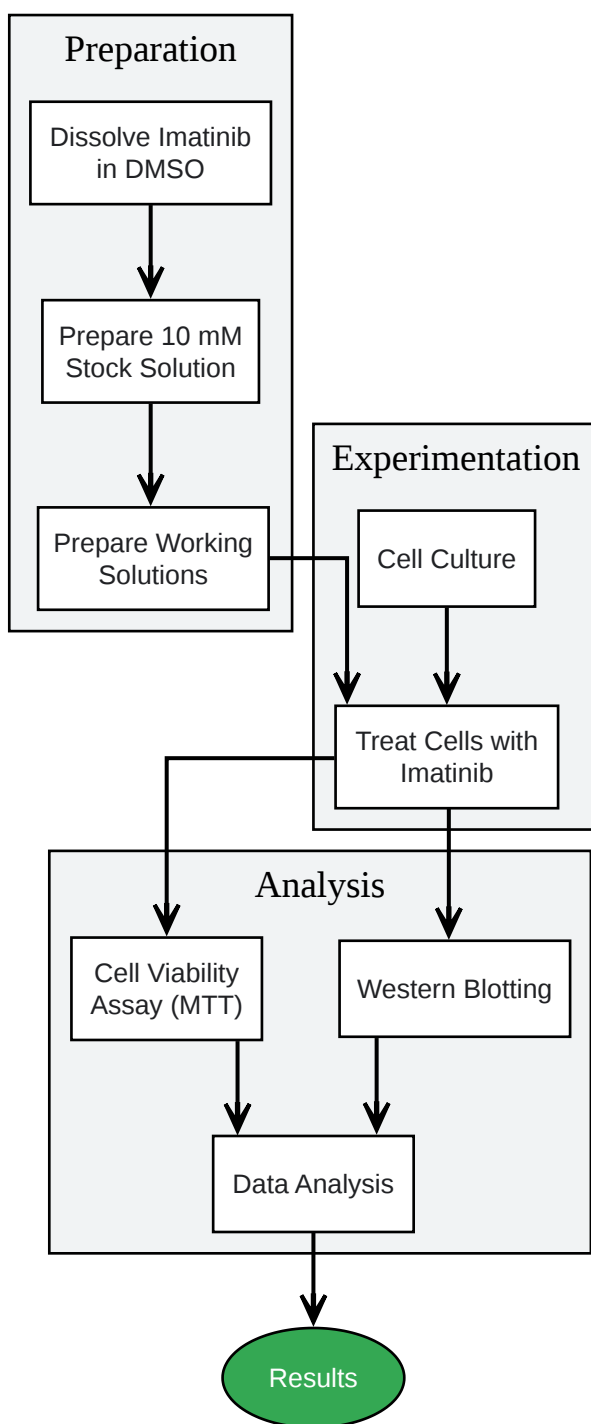 Preparation
Dissolve Imatinib
in DMSO
Prepare 10 mM
Stock Solution
Prepare Working
Solutions
Experimentation
Cell Culture
Treat Cells with
Imatinib
Analysis
Cell Viability
Assay (MTT)
Western Blotting
Data Analysis
Results